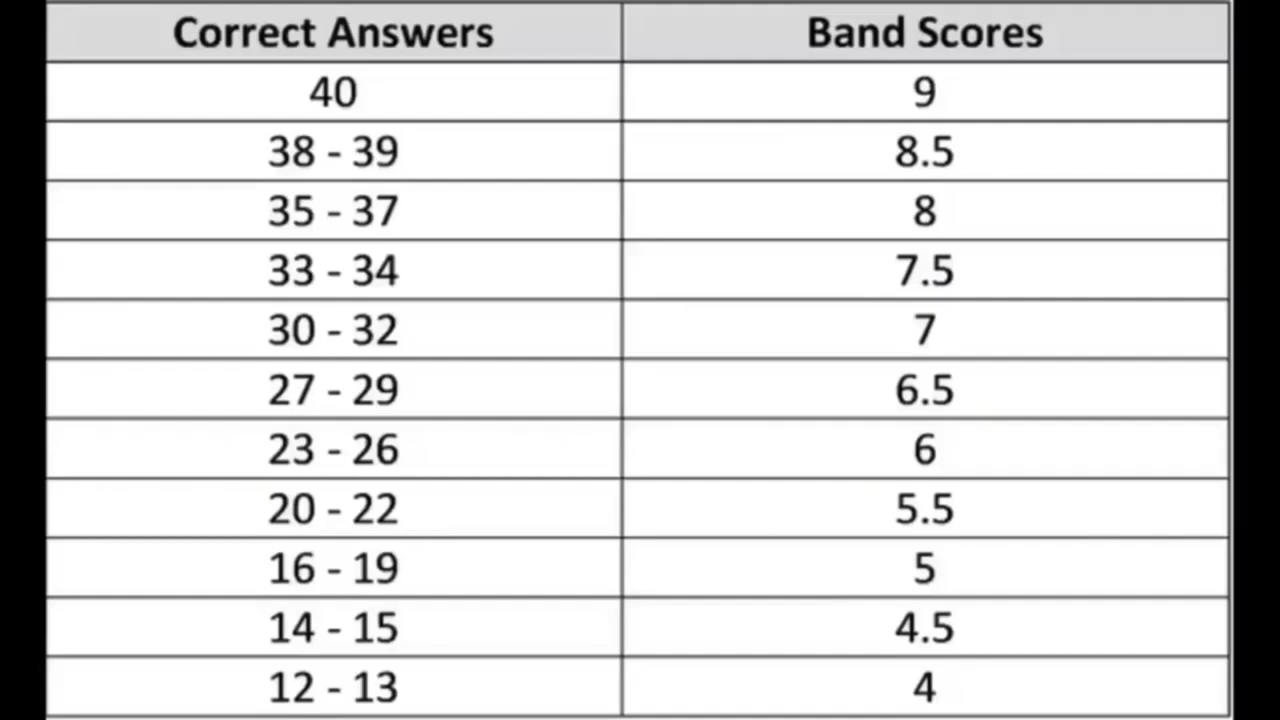 Correct Answers Band Scores
40 9
38 - 39 8.5
35 - 37 8
33 - 34 7.5
30 - 32 7
27 - 29 6.5
23 - 26 6
20 - 22 5.5
16 - 19 5
14 - 15 4.5
12 - 13 4